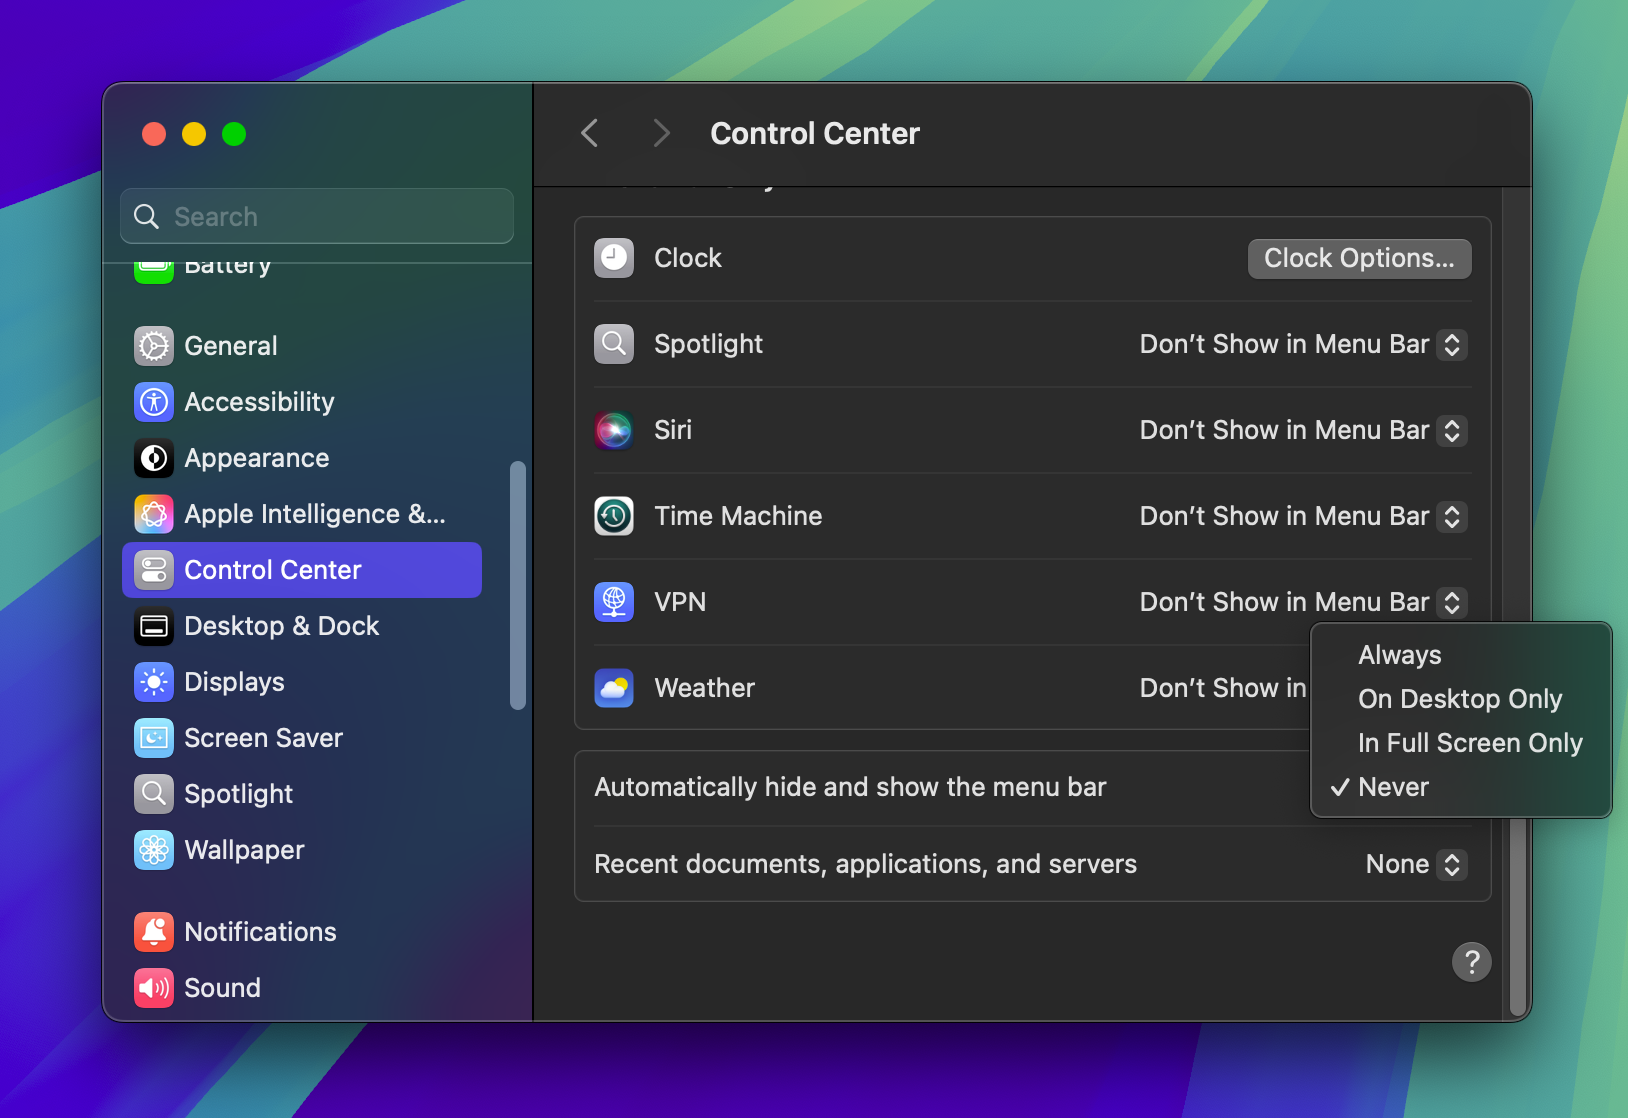 Control Center
Search
Battery
General
Accessibility
Appearance
Apple Intelligence &...
Control Center
Desktop & Dock
Displays
Screen Saver
Spotlight
Wallpaper
Notifications
Sound
Clock
Clock Options...
Spotlight
Don’t Show in Menu Bar
Siri
Don’t Show in Menu Bar
Time Machine
Don’t Show in Menu Bar
VPN
Don’t Show in Menu Bar
Weather
Don’t Show in
Always
On Desktop Only
In Full Screen Only
✓ Never
Automatically hide and show the menu bar
Recent documents, applications, and servers
None
?